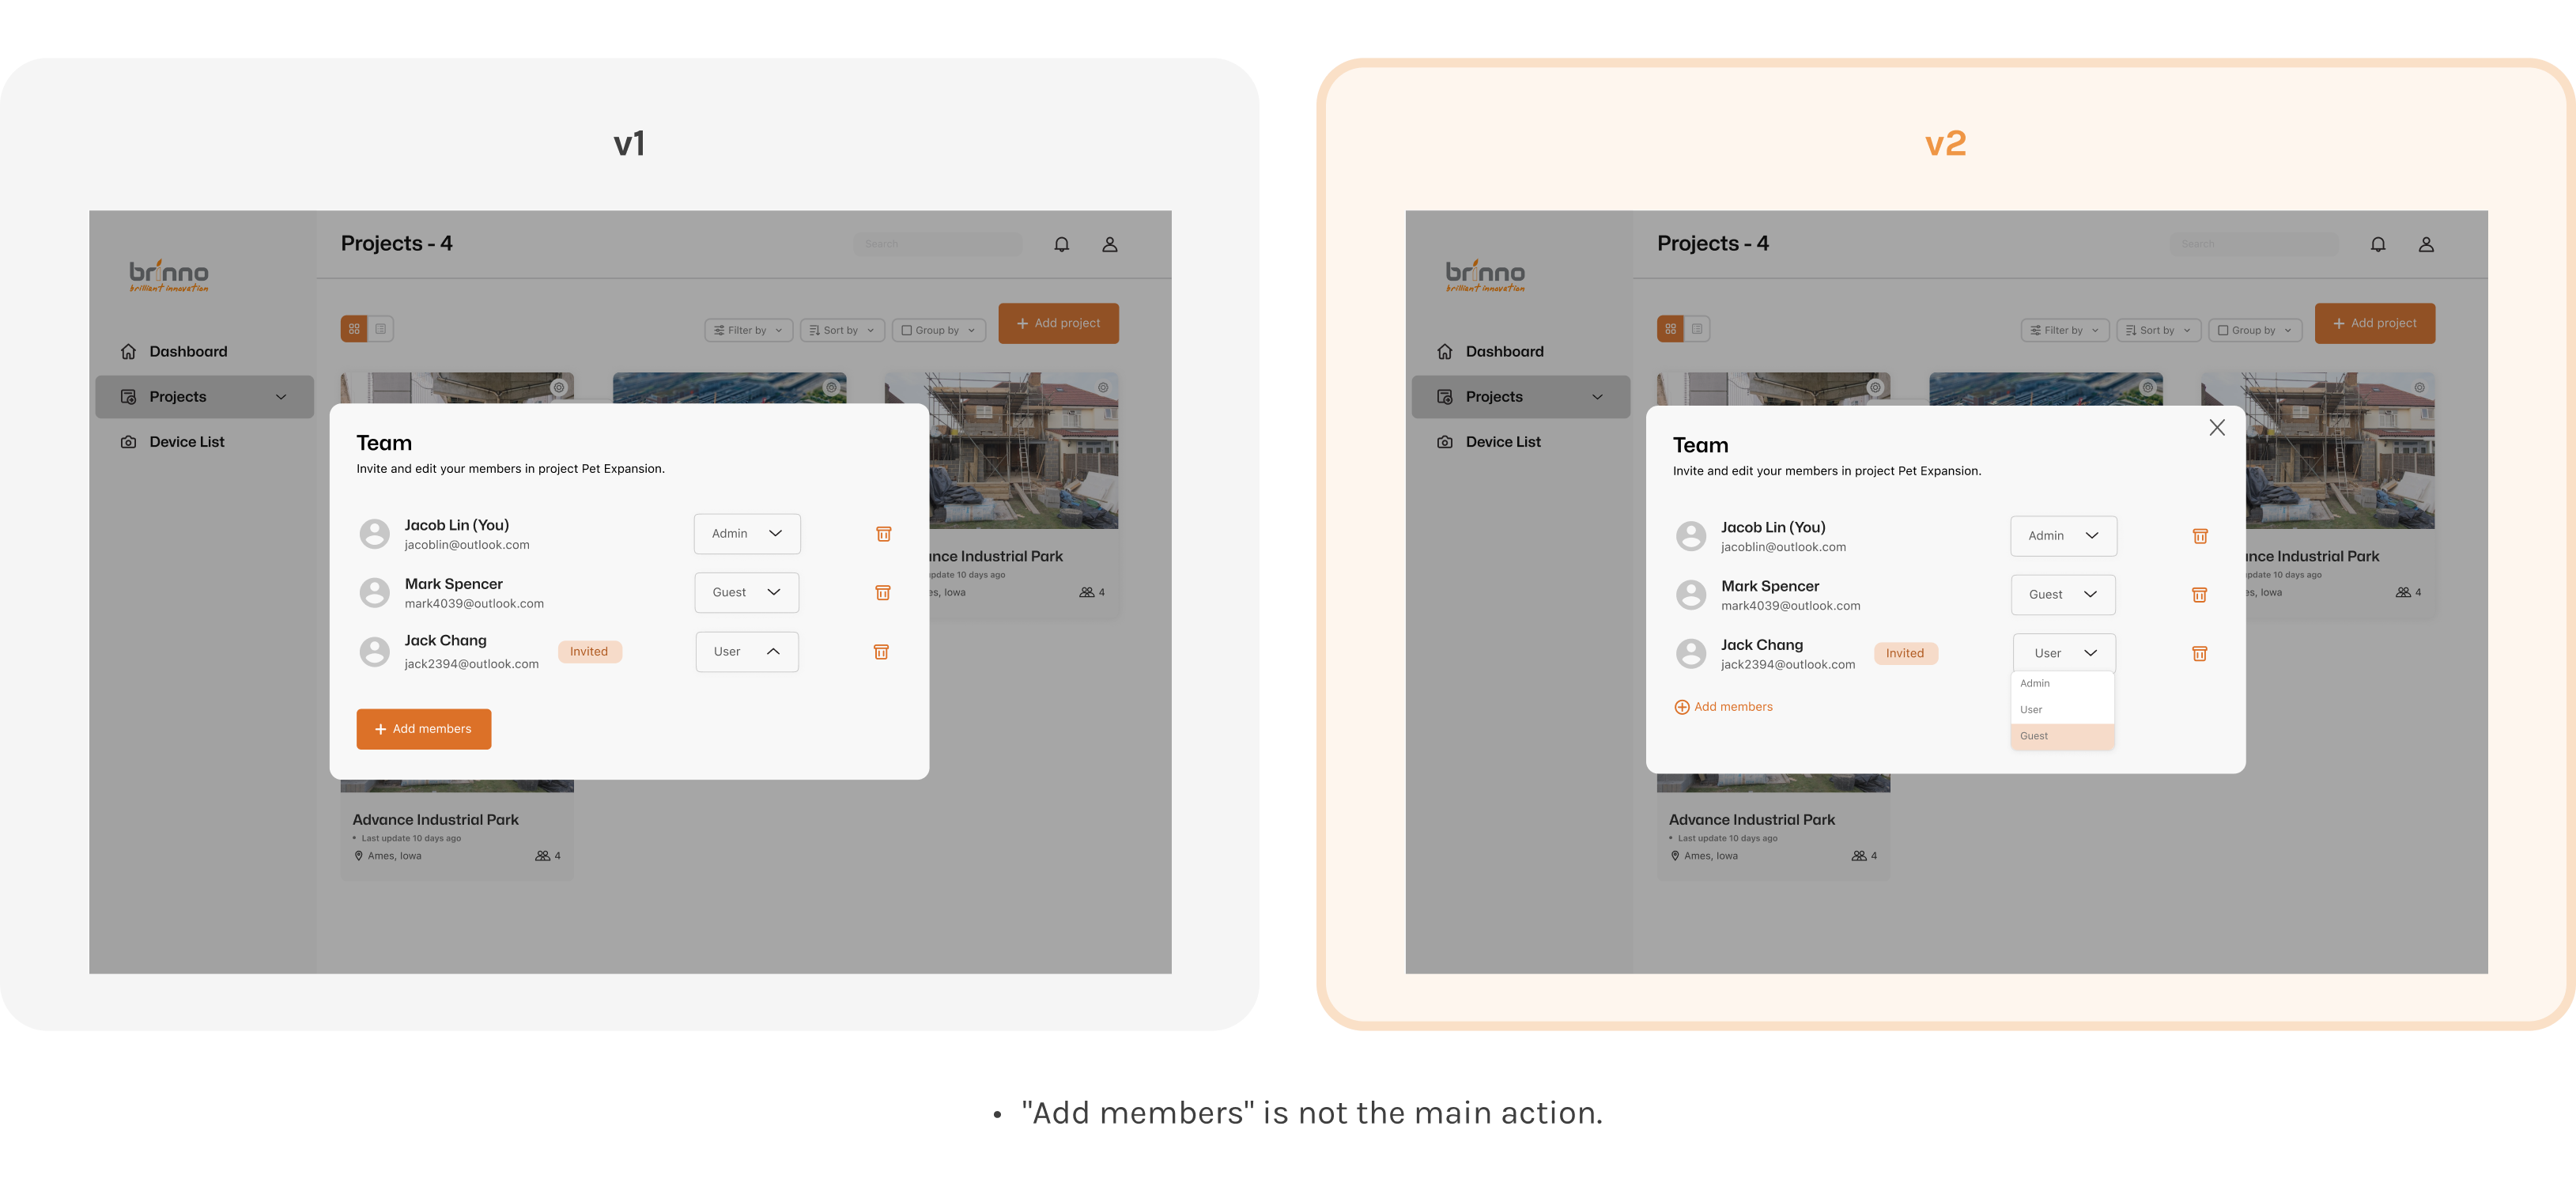 v1
brinno
brilliant innovation
Dashboard
Projects
Device List
Projects - 4
Search
Filter by
Sort by
Group by
+ Add project
Team
Invite and edit your members in project Pet Expansion.
Jacob Lin (You)
jacoblin@outlook.com
Admin
Mark Spencer
mark4039@outlook.com
Guest
Jack Chang
jack2394@outlook.com
Invited
User
+ Add members
nce Industrial Park
pdate 10 days ago
es, Iowa
4
Advance Industrial Park
• Last update 10 days ago
Ames, Iowa
4
v2
brinno
brilliant innovation
Dashboard
Projects
Device List
Projects - 4
Search
Filter by
Sort by
Group by
+ Add project
Team
Invite and edit your members in project Pet Expansion.
Jacob Lin (You)
jacoblin@outlook.com
Admin
Mark Spencer
mark4039@outlook.com
Guest
Jack Chang
jack2394@outlook.com
Invited
User
Admin
User
Guest
Add members
nce Industrial Park
pdate 10 days ago
es, Iowa
4
Advance Industrial Park
• Last update 10 days ago
Ames, Iowa
4
• "Add members" is not the main action.